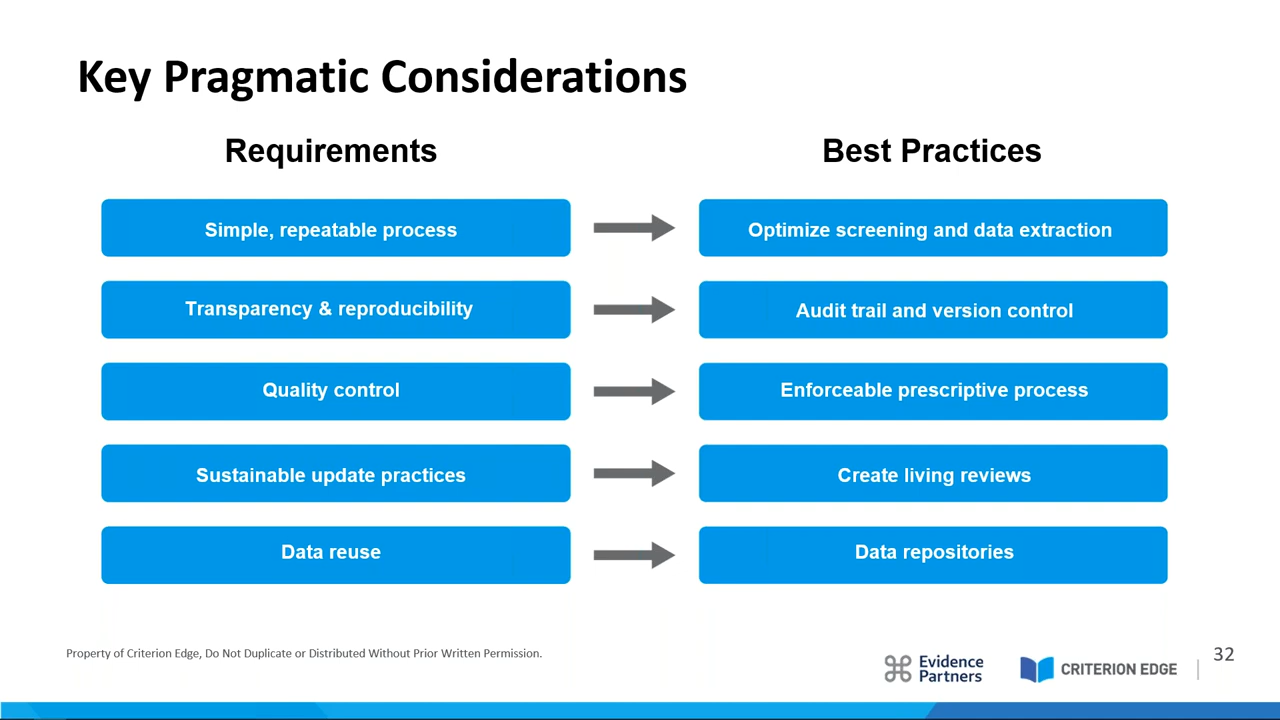 Key Pragmatic Considerations
Requirements
Best Practices
Simple, repeatable process
Optimize screening and data extraction
Transparency & reproducibility
Audit trail and version control
Quality control
Enforceable prescriptive process
Sustainable update practices
Create living reviews
Data reuse
Data repositories
Property of Criterion Edge, Do Not Duplicate or Distributed Without Prior Written Permission.
Evidence
Partners
CRITERION EDGE
32